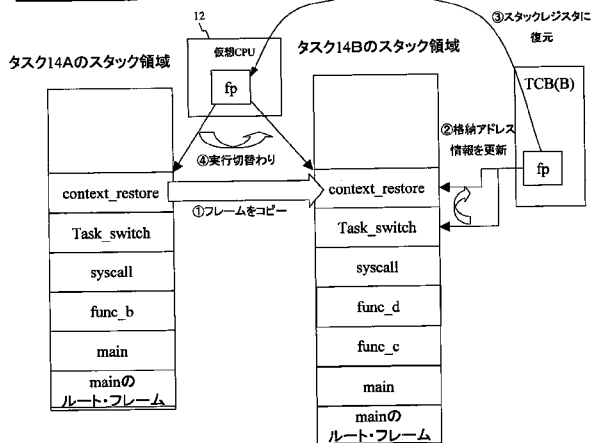 12
仮想CPU
fp
タスク14Aのスタック領域
タスク14Bのスタック領域
③スタックレジスタに
復元
TCB(B)
fp
②格納アドレス
情報を更新
④実行切替わり
①フレームをコピー
context_restore
Task_switch
syscall
func_b
main
mainの
ルート・フレーム
context_restore
Task_switch
syscall
func_d
func_c
main
mainの
ルート・フレーム